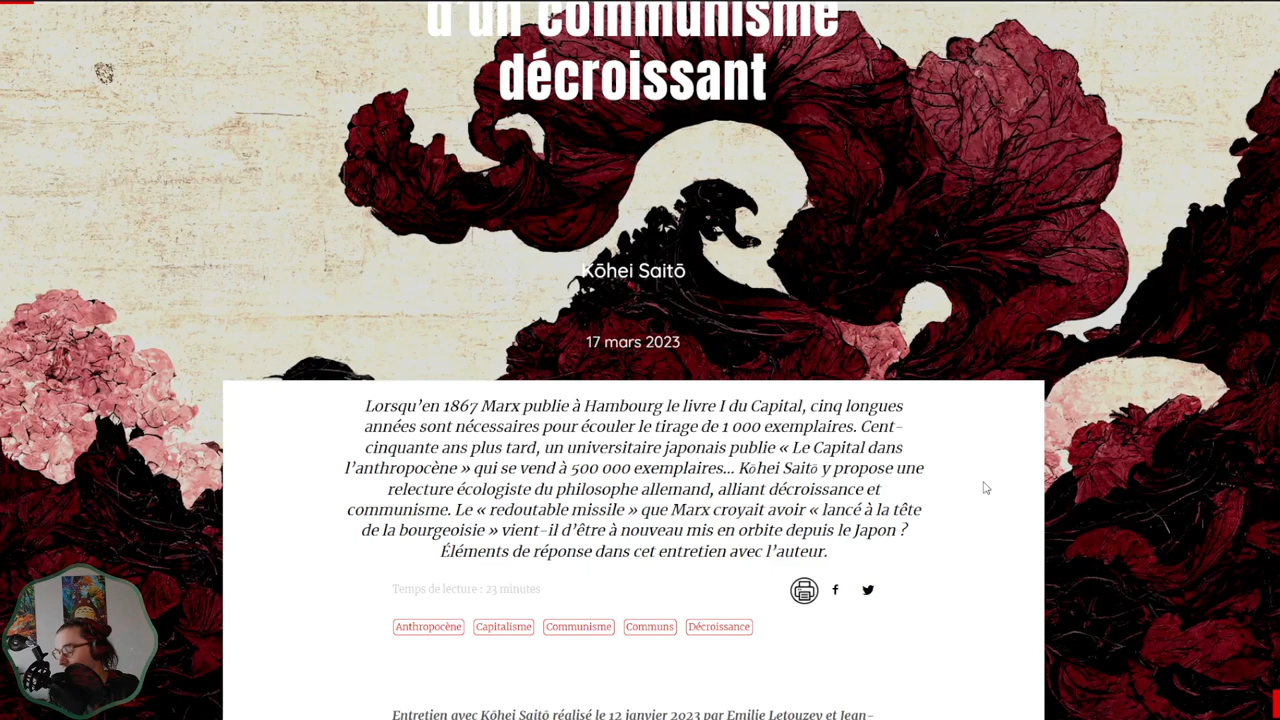 d'un communisme
décroissant
Kōhei Saitō
17 mars 2023
Lorsqu'en 1867 Marx publie à Hambourg le livre I du Capital, cinq longues
années sont nécessaires pour écouler le tirage de 1 000 exemplaires. Cent-
cinquante ans plus tard, un universitaire japonais publie « Le Capital dans
l'anthropocène » qui se vend à 500 000 exemplaires… Kōhei Saitō y propose une
relecture écologiste du philosophe allemand, alliant décroissance et
communisme. Le « redoutable missile » que Marx croyait avoir « lancé à la tête
de la bourgeoisie » vient-il d'être à nouveau mis en orbite depuis le Japon ?
Éléments de réponse dans cet entretien avec l'auteur.
Temps de lecture : 23 minutes
Anthropocène Capitalisme Communisme Communs Décroissance
Entretien avec Kōhei Saitō réalisé le 12 janvier 2023 par Emilie Letouzey et Jean-